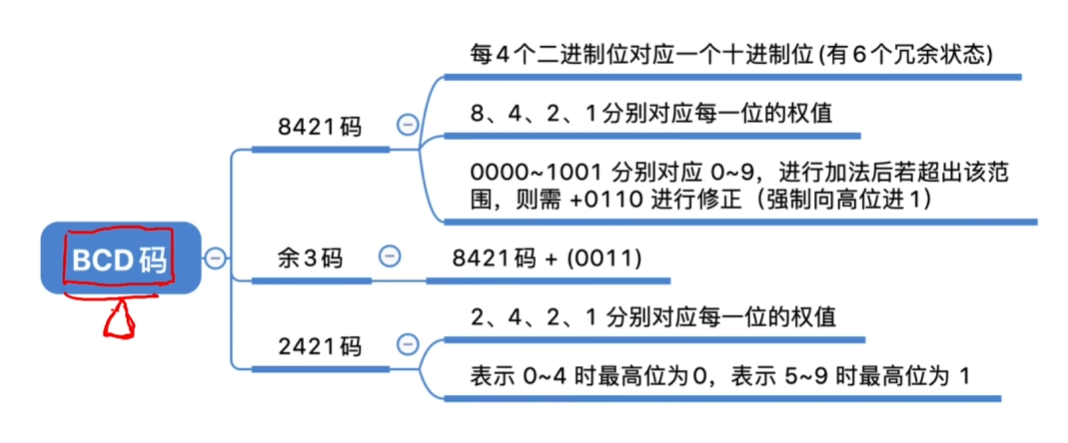 每4个二进制位对应一个十进制位(有6个冗余状态)
8421码
8、4、2、1分别对应每一位的权值
0000~1001 分别对应 0~9，进行加法后若超出该范
围，则需 +0110 进行修正（强制向高位进1）
BCD码
余3码
8421码 + (0011)
2421码
2、4、2、1 分别对应每一位的权值
表示 0~4 时最高位为0，表示 5~9 时最高位为 1